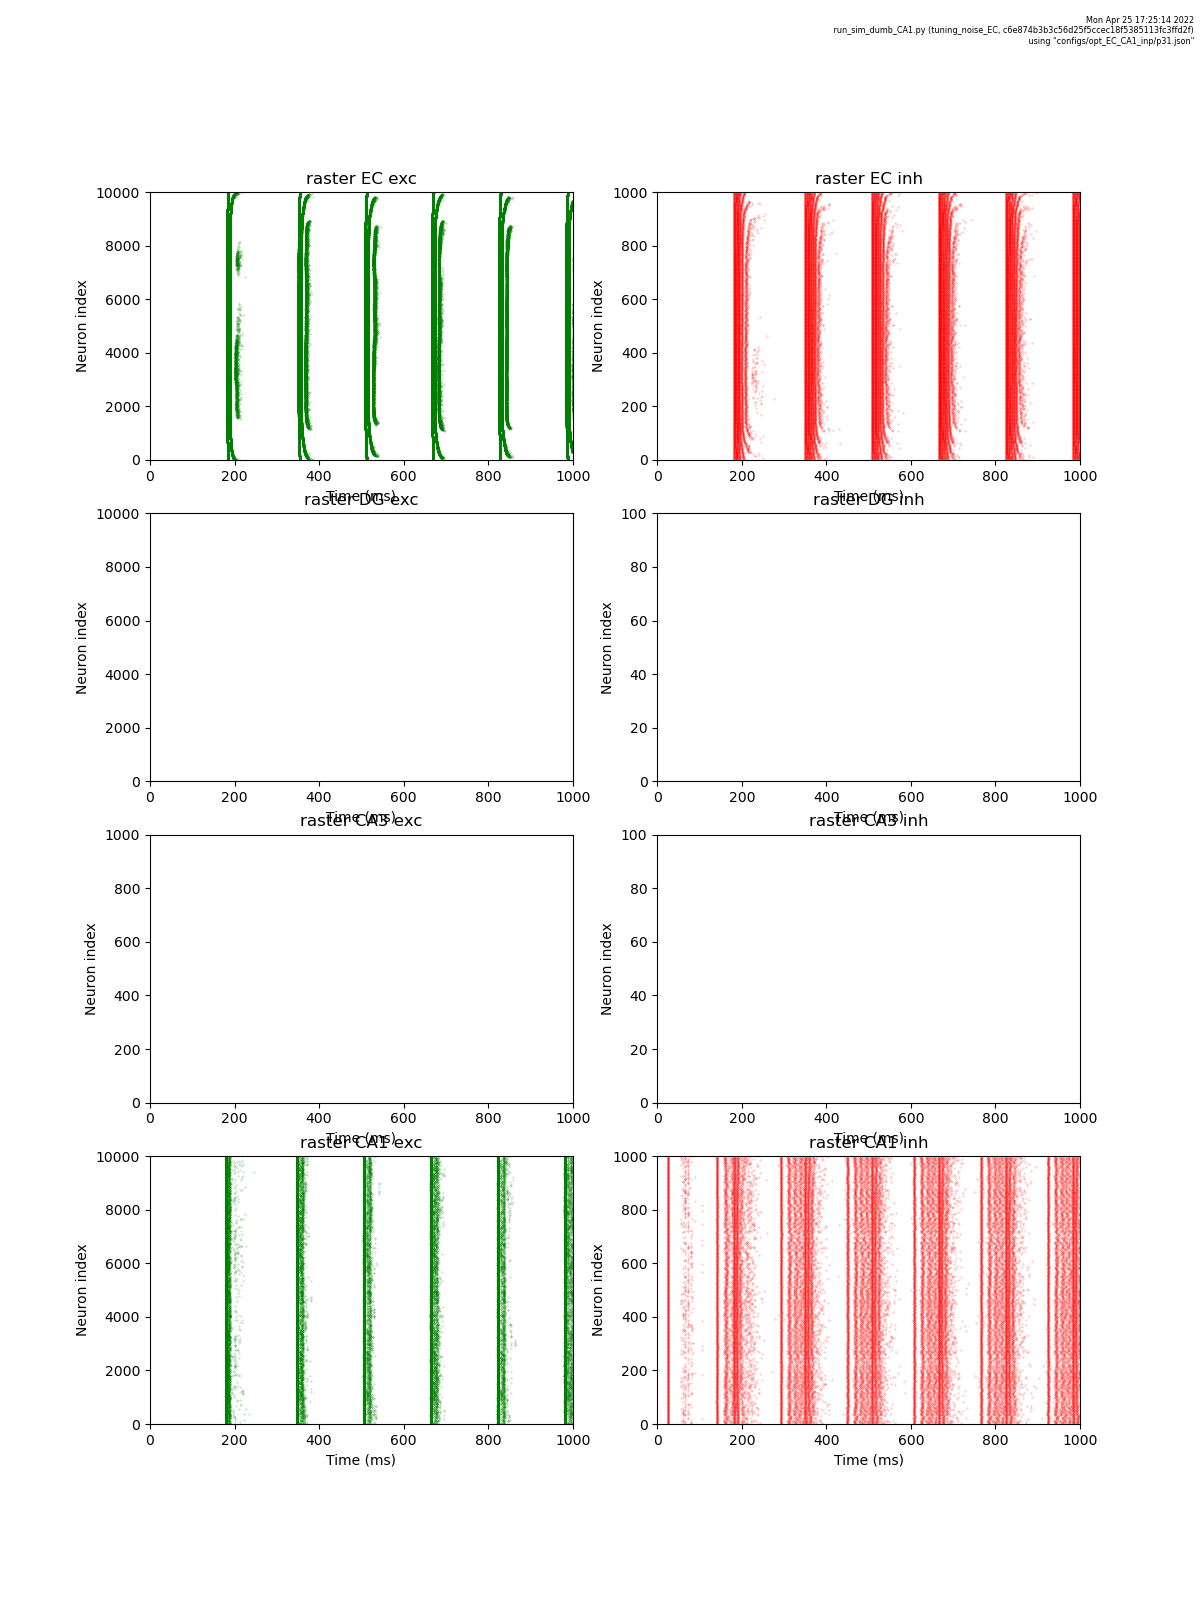 Mon Apr 25 17:25:14 2022
run_sim_dumb_CA1.py (tuning_noise_EC, c6e874b3b3c56d25f5ccec18f5385113fc3ffd2f)
using "configs/opt_EC_CA1_inp/p31.json"
raster EC exc
10000
8000
6000
4000
2000
0
Neuron index
0 200 400 600 800 1000
Time (ms)
raster EC inh
1000
800
600
400
200
0
Neuron index
0 200 400 600 800 1000
Time (ms)
raster DG exc
10000
8000
6000
4000
2000
0
Neuron index
0 200 400 600 800 1000
Time (ms)
raster DG inh
100
80
60
40
20
0
Neuron index
0 200 400 600 800 1000
Time (ms)
raster CA3 exc
1000
800
600
400
200
0
Neuron index
0 200 400 600 800 1000
Time (ms)
raster CA3 inh
100
80
60
40
20
0
Neuron index
0 200 400 600 800 1000
Time (ms)
raster CA1 exc
10000
8000
6000
4000
2000
0
Neuron index
0 200 400 600 800 1000
Time (ms)
raster CA1 inh
1000
800
600
400
200
0
Neuron index
0 200 400 600 800 1000
Time (ms)